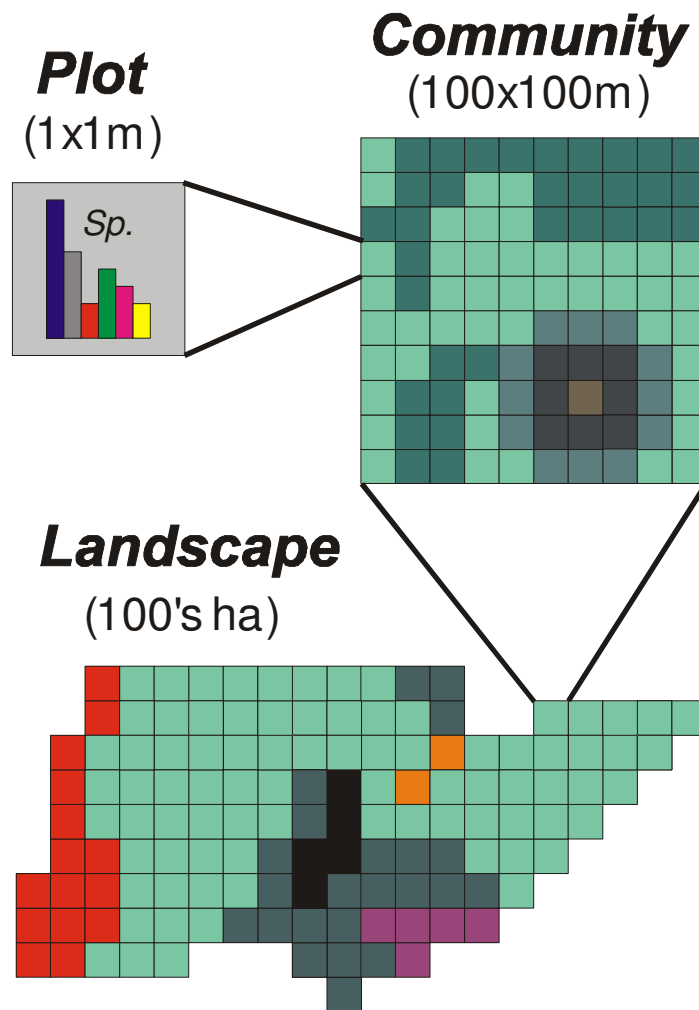 Plot
(1x1m)
Sp.
Community
(100x100m)
Landscape
(100's ha)